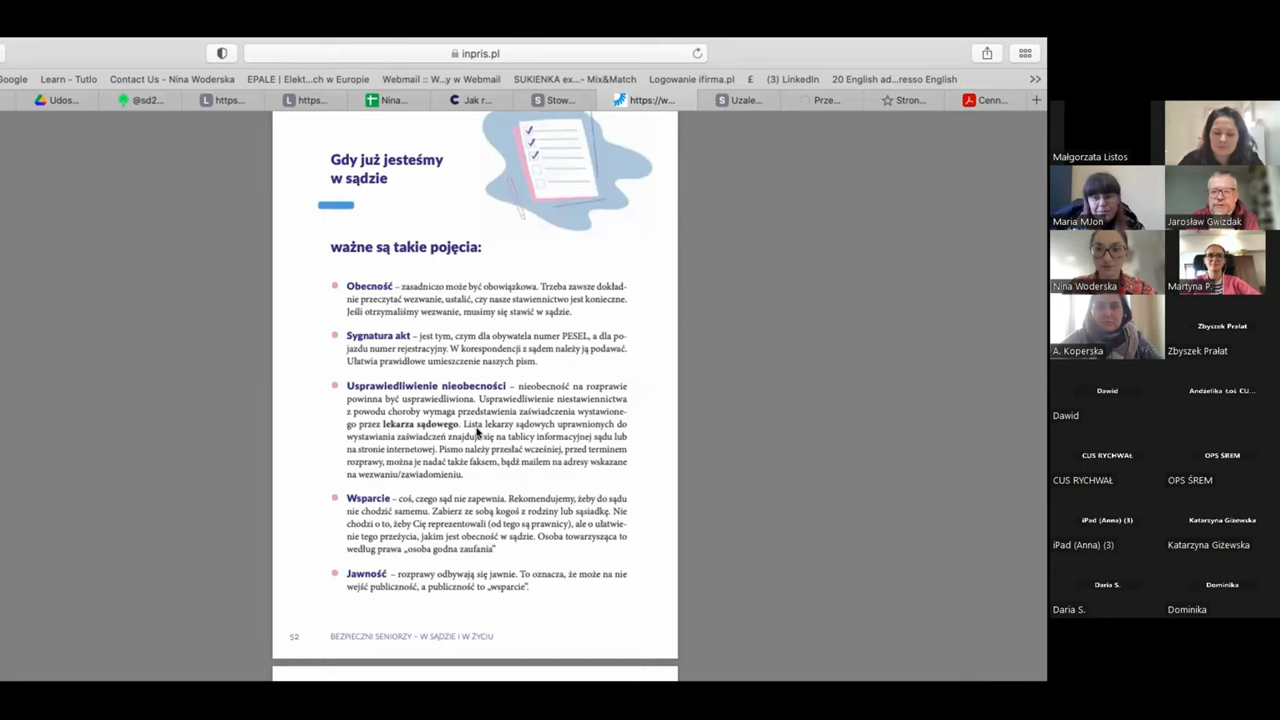 inpris.pl
Google Learn - Tutlo Contact Us - Nina Woderska EPALE | Elekt...ch w Europie Webmail :: W...y w Webmail SUKIENKA ex... - Mix&Match Logowanie ifirma.pl £ (3) LinkedIn 20 English ad...resso English >>
Udos... @sd2... https... https... Nina... Jak r... Stow... https://w... Uzale... Prze... Stron... Cenn... +
Gdy już jesteśmy
w sądzie
ważne są takie pojęcia:
Obecność – zasadniczo może być obowiązkowa. Trzeba zawsze dokład-
nie przeczytać wezwanie, ustalić, czy nasze stawiennictwo jest konieczne.
Jeśli otrzymaliśmy wezwanie, musimy się stawić w sądzie.
Sygnatura akt – jest tym, czym dla obywatela numer PESEL, a dla po-
jazdu numer rejestracyjny. W korespondencji z sądem należy ją podawać.
Ułatwia prawidłowe umieszczenie naszych pism.
Usprawiedliwienie nieobecności – nieobecność na rozprawie
powinna być usprawiedliwiona. Usprawiedliwienie niestawiennictwa
z powodu choroby wymaga przedstawienia zaświadczenia wystawione-
go przez lekarza sądowego. Lista lekarzy sądowych uprawnionych do
wystawiania zaświadczeń znajduje się na tablicy informacyjnej sądu lub
na stronie internetowej. Pismo należy przesłać wcześniej, przed terminem
rozprawy, można je nadać także faksem, bądź mailem na adresy wskazane
na wezwaniu/zawiadomieniu.
Wsparcie – coś, czego sąd nie zapewnia. Rekomendujemy, żeby do sądu
nie chodzić samemu. Zabierz ze sobą kogoś z rodziny lub sąsiadkę. Nie
chodzi o to, żeby Cię reprezentowali (od tego są prawnicy), ale o ułatwie-
nie tego przeżycia, jakim jest obecność w sądzie. Osoba towarzysząca to
według prawa „osoba godna zaufania”
Jawność – rozprawy odbywają się jawnie. To oznacza, że może na nie
wejść publiczność, a publiczność to „wsparcie”.
52 BEZPIECZNI SENIORZY – W SĄDZIE I W ŻYCIU
Małgorzata Listos
Maria MJon Jarosław Gwizdak
Nina Woderska Martyna P.
Zbyszek Prałat
A. Koperska Zbyszek Prałat
Dawid Andżelika Łoś CU...
Dawid
CUS RYCHWAŁ OPS ŚREM
CUS RYCHWAŁ OPS ŚREM
iPad (Anna) (3) Katarzyna Giżewska
iPad (Anna) (3) Katarzyna Giżewska
Daria S. Dominika
Daria S. Dominika